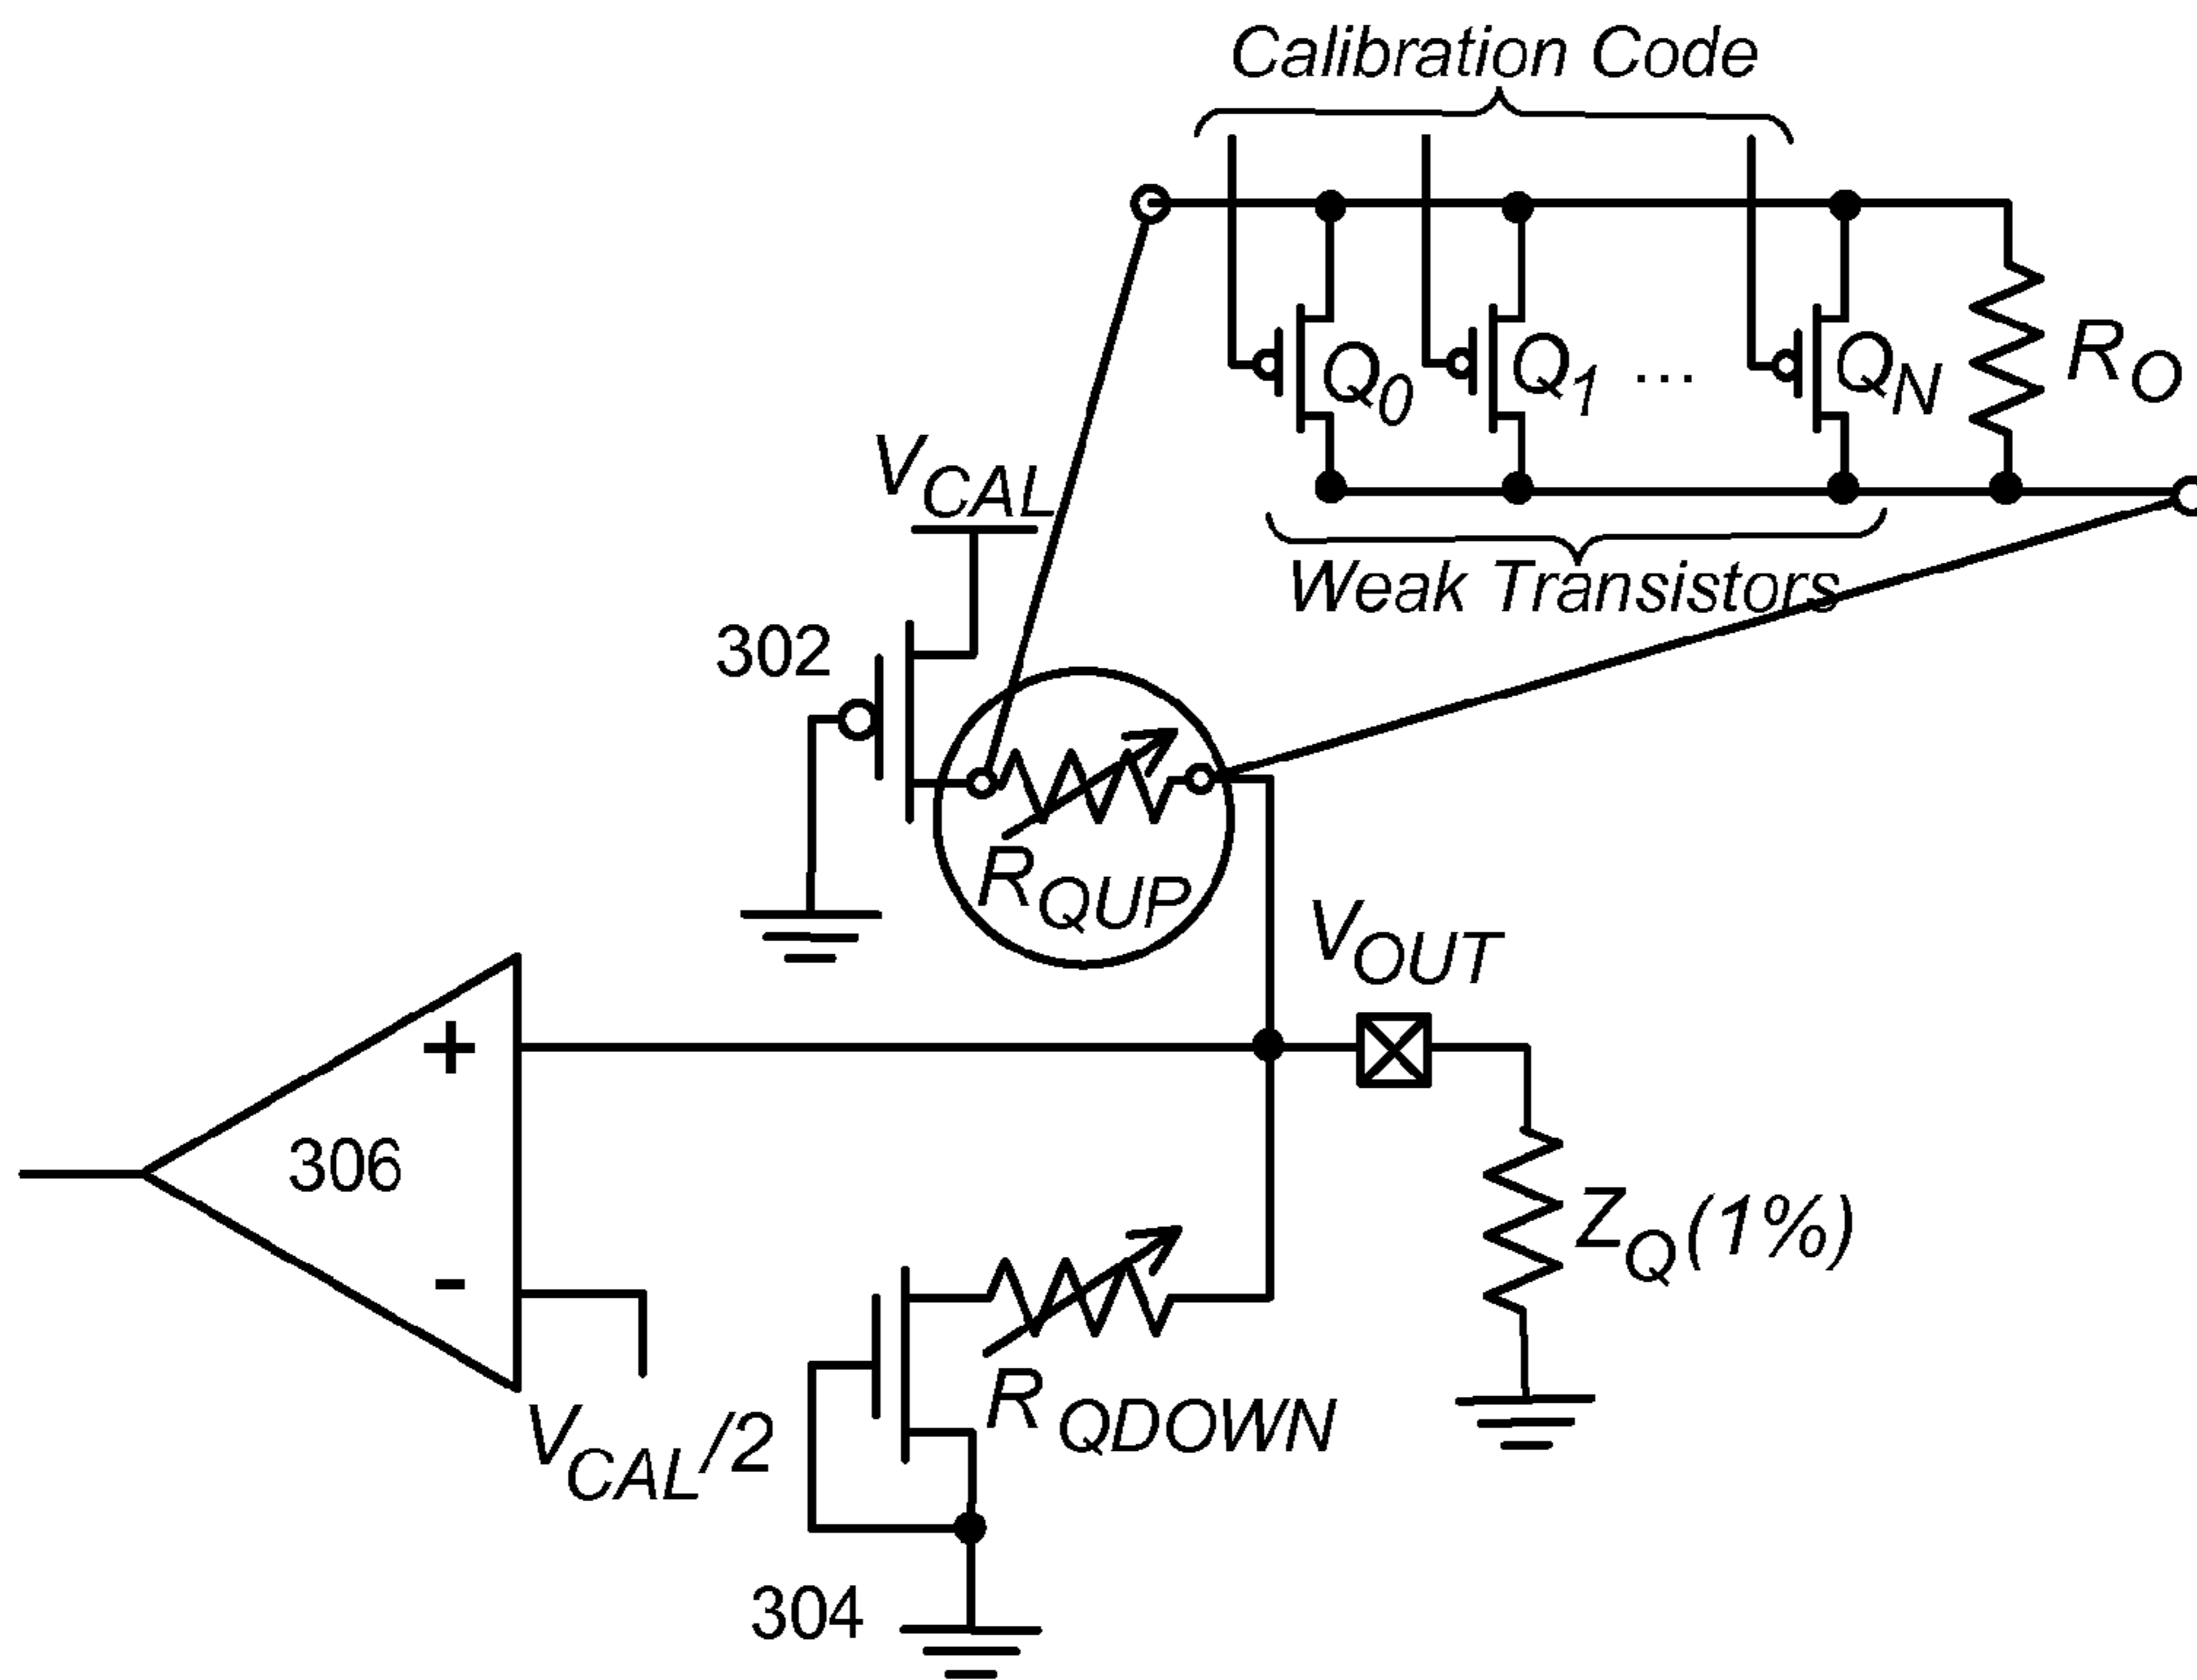 Calibration Code
Q0 Q1 ... QN RO
VCAL
Weak Transistors
302
RQUP
VOUT
+
306
ZQ(1%)
-
RQDOWN
VCAL/2
304